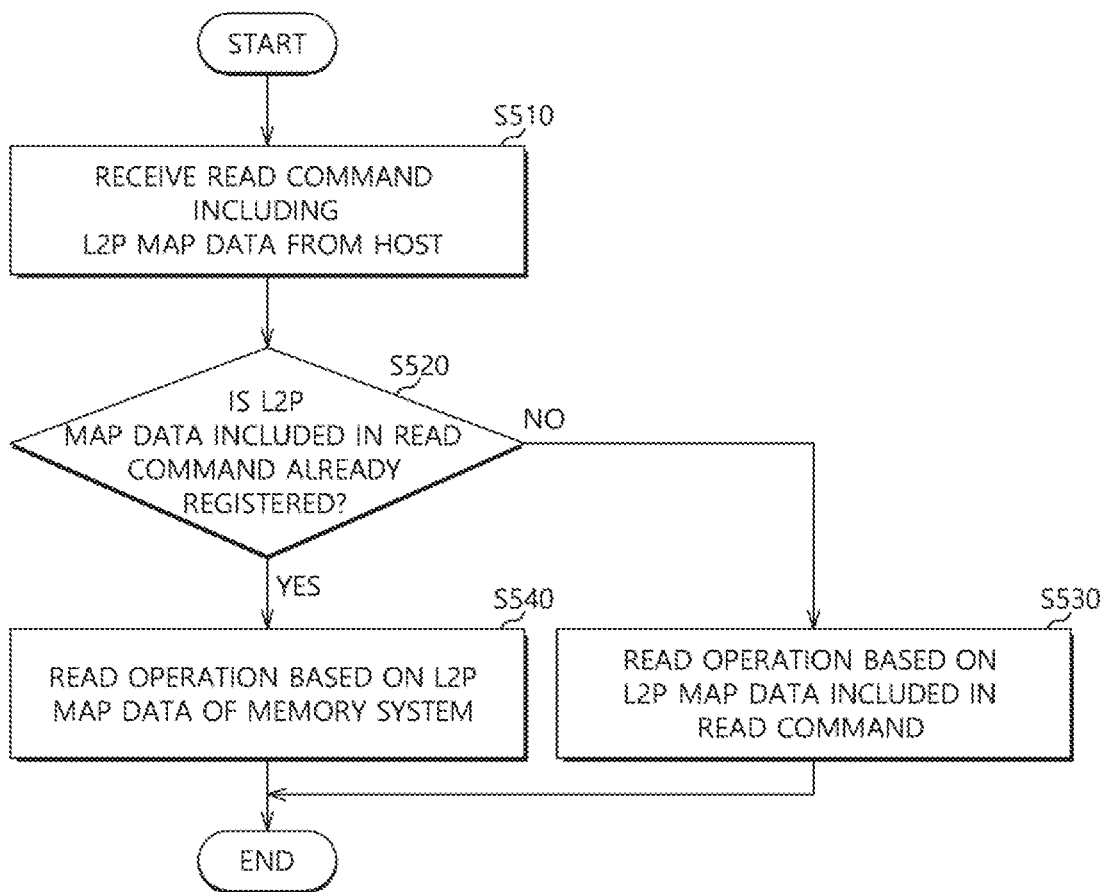 START
S510
RECEIVE READ COMMAND
INCLUDING
L2P MAP DATA FROM HOST
S520
IS L2P
MAP DATA INCLUDED IN READ
COMMAND ALREADY
REGISTERED?
NO
YES
S540
READ OPERATION BASED ON L2P
MAP DATA OF MEMORY SYSTEM
S530
READ OPERATION BASED ON
L2P MAP DATA INCLUDED IN
READ COMMAND
END